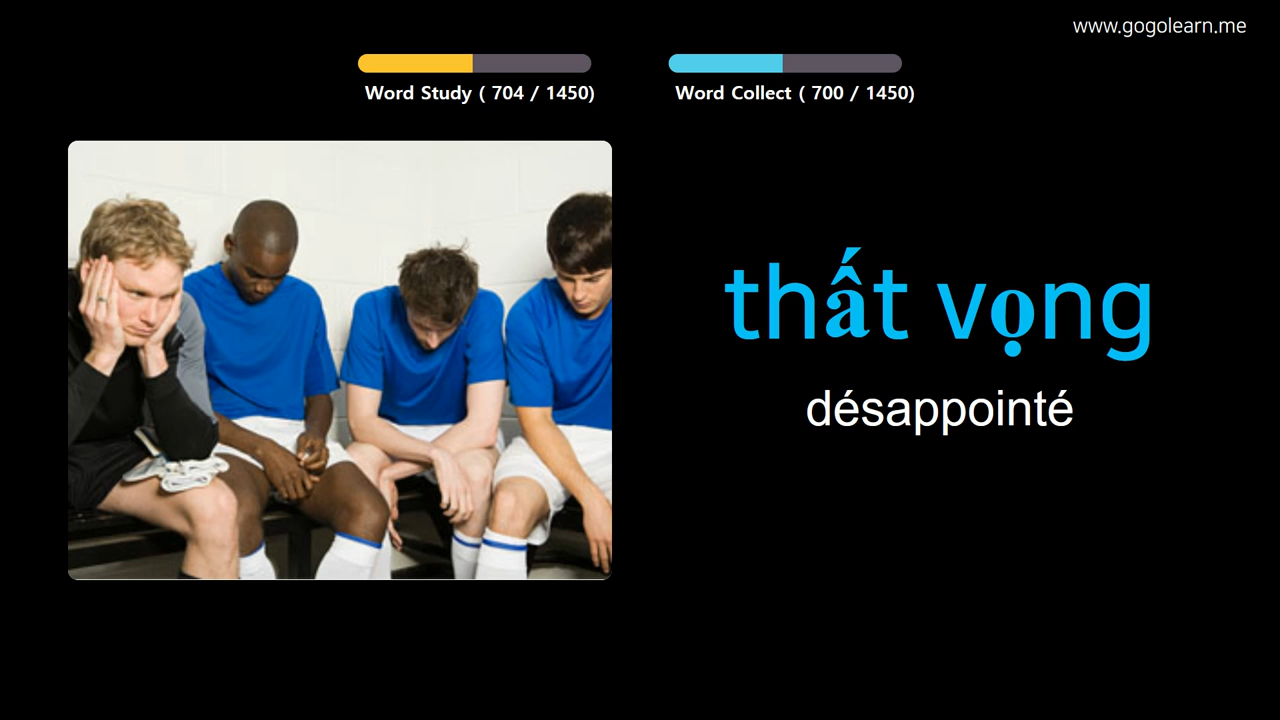 www.gogolearn.me
Word Study ( 704 / 1450)
Word Collect ( 700 / 1450)
thất vọng
désappointé